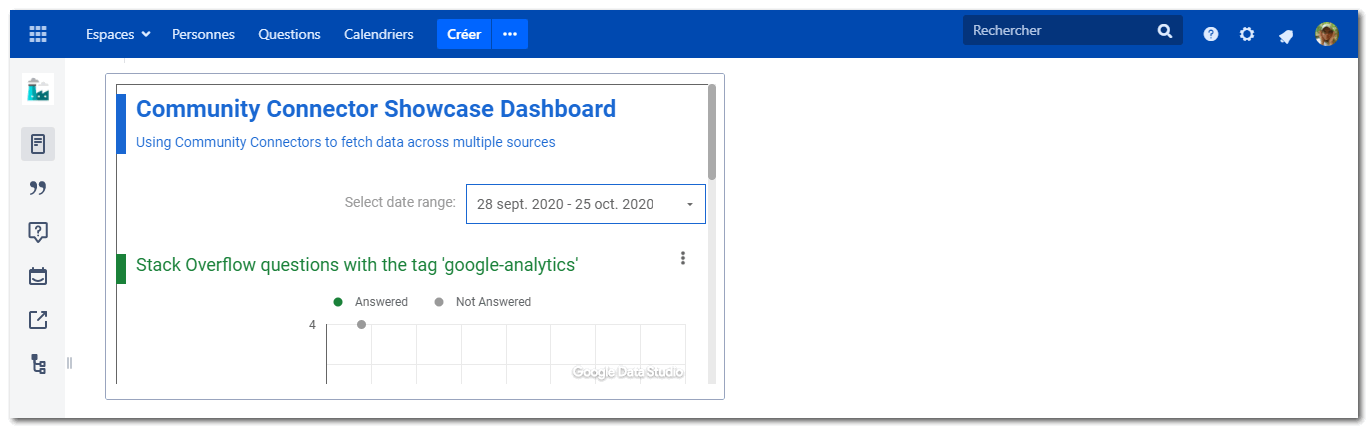 Espaces Personnes Questions Calendriers Créer ••• Rechercher
Community Connector Showcase Dashboard
Using Community Connectors to fetch data across multiple sources
Select date range: 28 sept. 2020 - 25 oct. 2020
Stack Overflow questions with the tag 'google-analytics'
Answered Not Answered
4
Google Data Studio